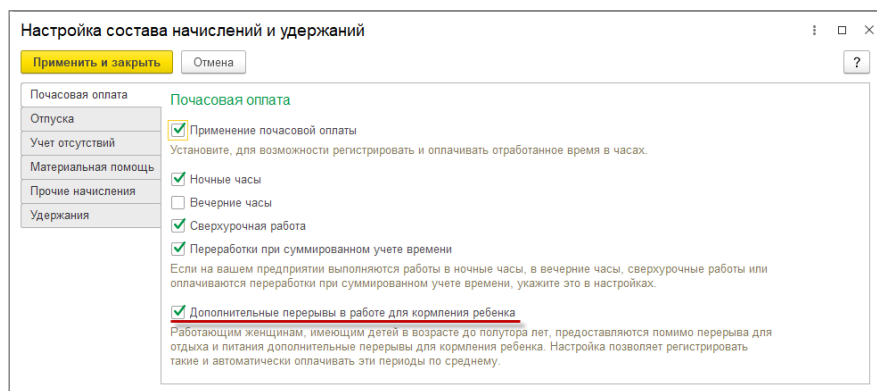 Настройка состава начислений и удержаний
Применить и закрыть
Отмена
?
Почасовая оплата
Отпуска
Учет отсутствий
Материальная помощь
Прочие начисления
Удержания
Почасовая оплата
Применение почасовой оплаты
Установите, для возможности регистрировать и оплачивать отработанное время в часах.
Ночные часы
Вечерние часы
Сверхурочная работа
Переработки при суммированном учете времени
Если на вашем предприятии выполняются работы в ночные часы, в вечерние часы, сверхурочные работы или
оплачиваются переработки при суммированном учете времени, укажите это в настройках.
Дополнительные перерывы в работе для кормления ребенка
Работающим женщинам, имеющим детей в возрасте до полутора лет, предоставляются помимо перерыва для
отдыха и питания дополнительные перерывы для кормления ребенка. Настройка позволяет регистрировать
такие и автоматически оплачивать эти периоды по среднему.